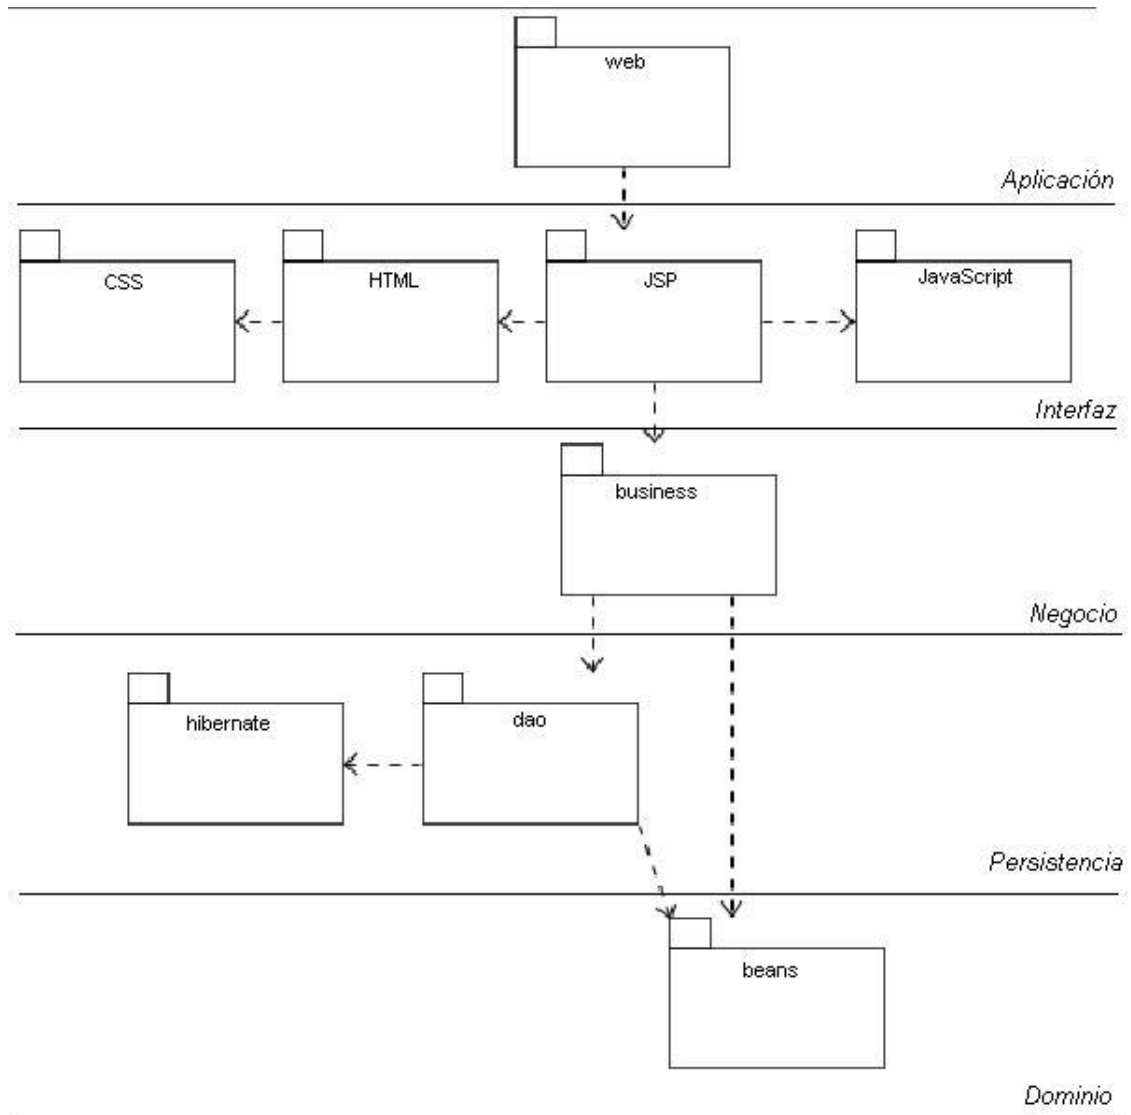 web
Aplicación
CSS
HTML
JSP
JavaScript
Interfaz
business
Negocio
hibernate
dao
Persistencia
beans
Dominio